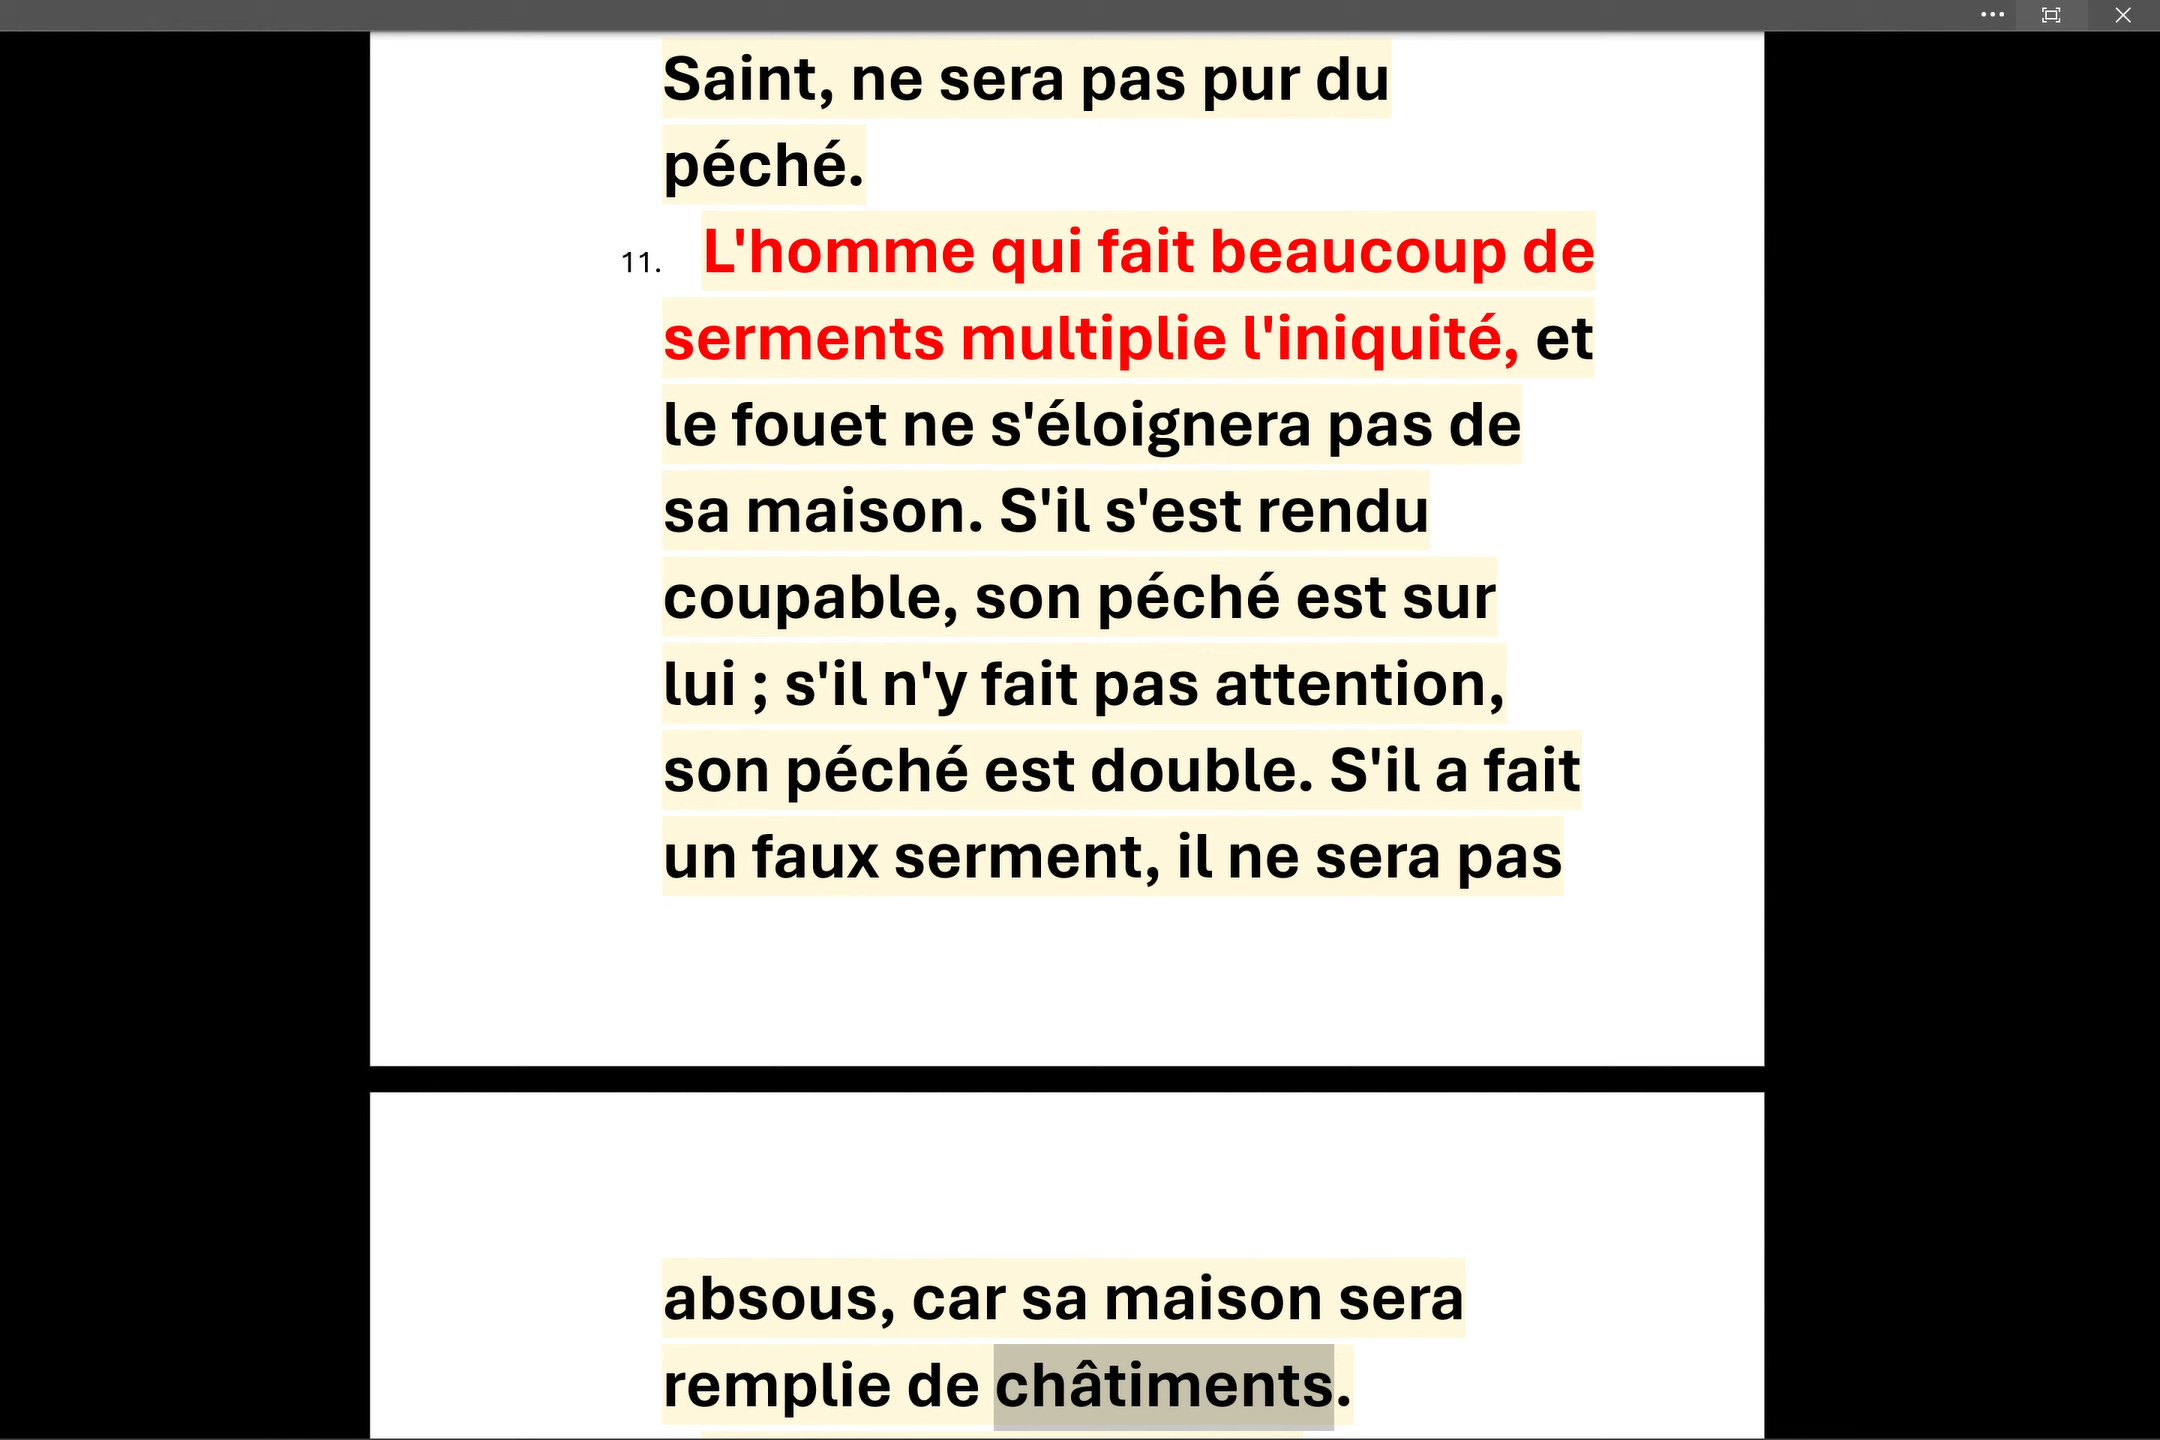 Saint, ne sera pas pur du
péché.
11. L'homme qui fait beaucoup de
serments multiplie l'iniquité, et
le fouet ne s'éloignera pas de
sa maison. S'il s'est rendu
coupable, son péché est sur
lui ; s'il n'y fait pas attention,
son péché est double. S'il a fait
un faux serment, il ne sera pas
absous, car sa maison sera
remplie de châtiments.